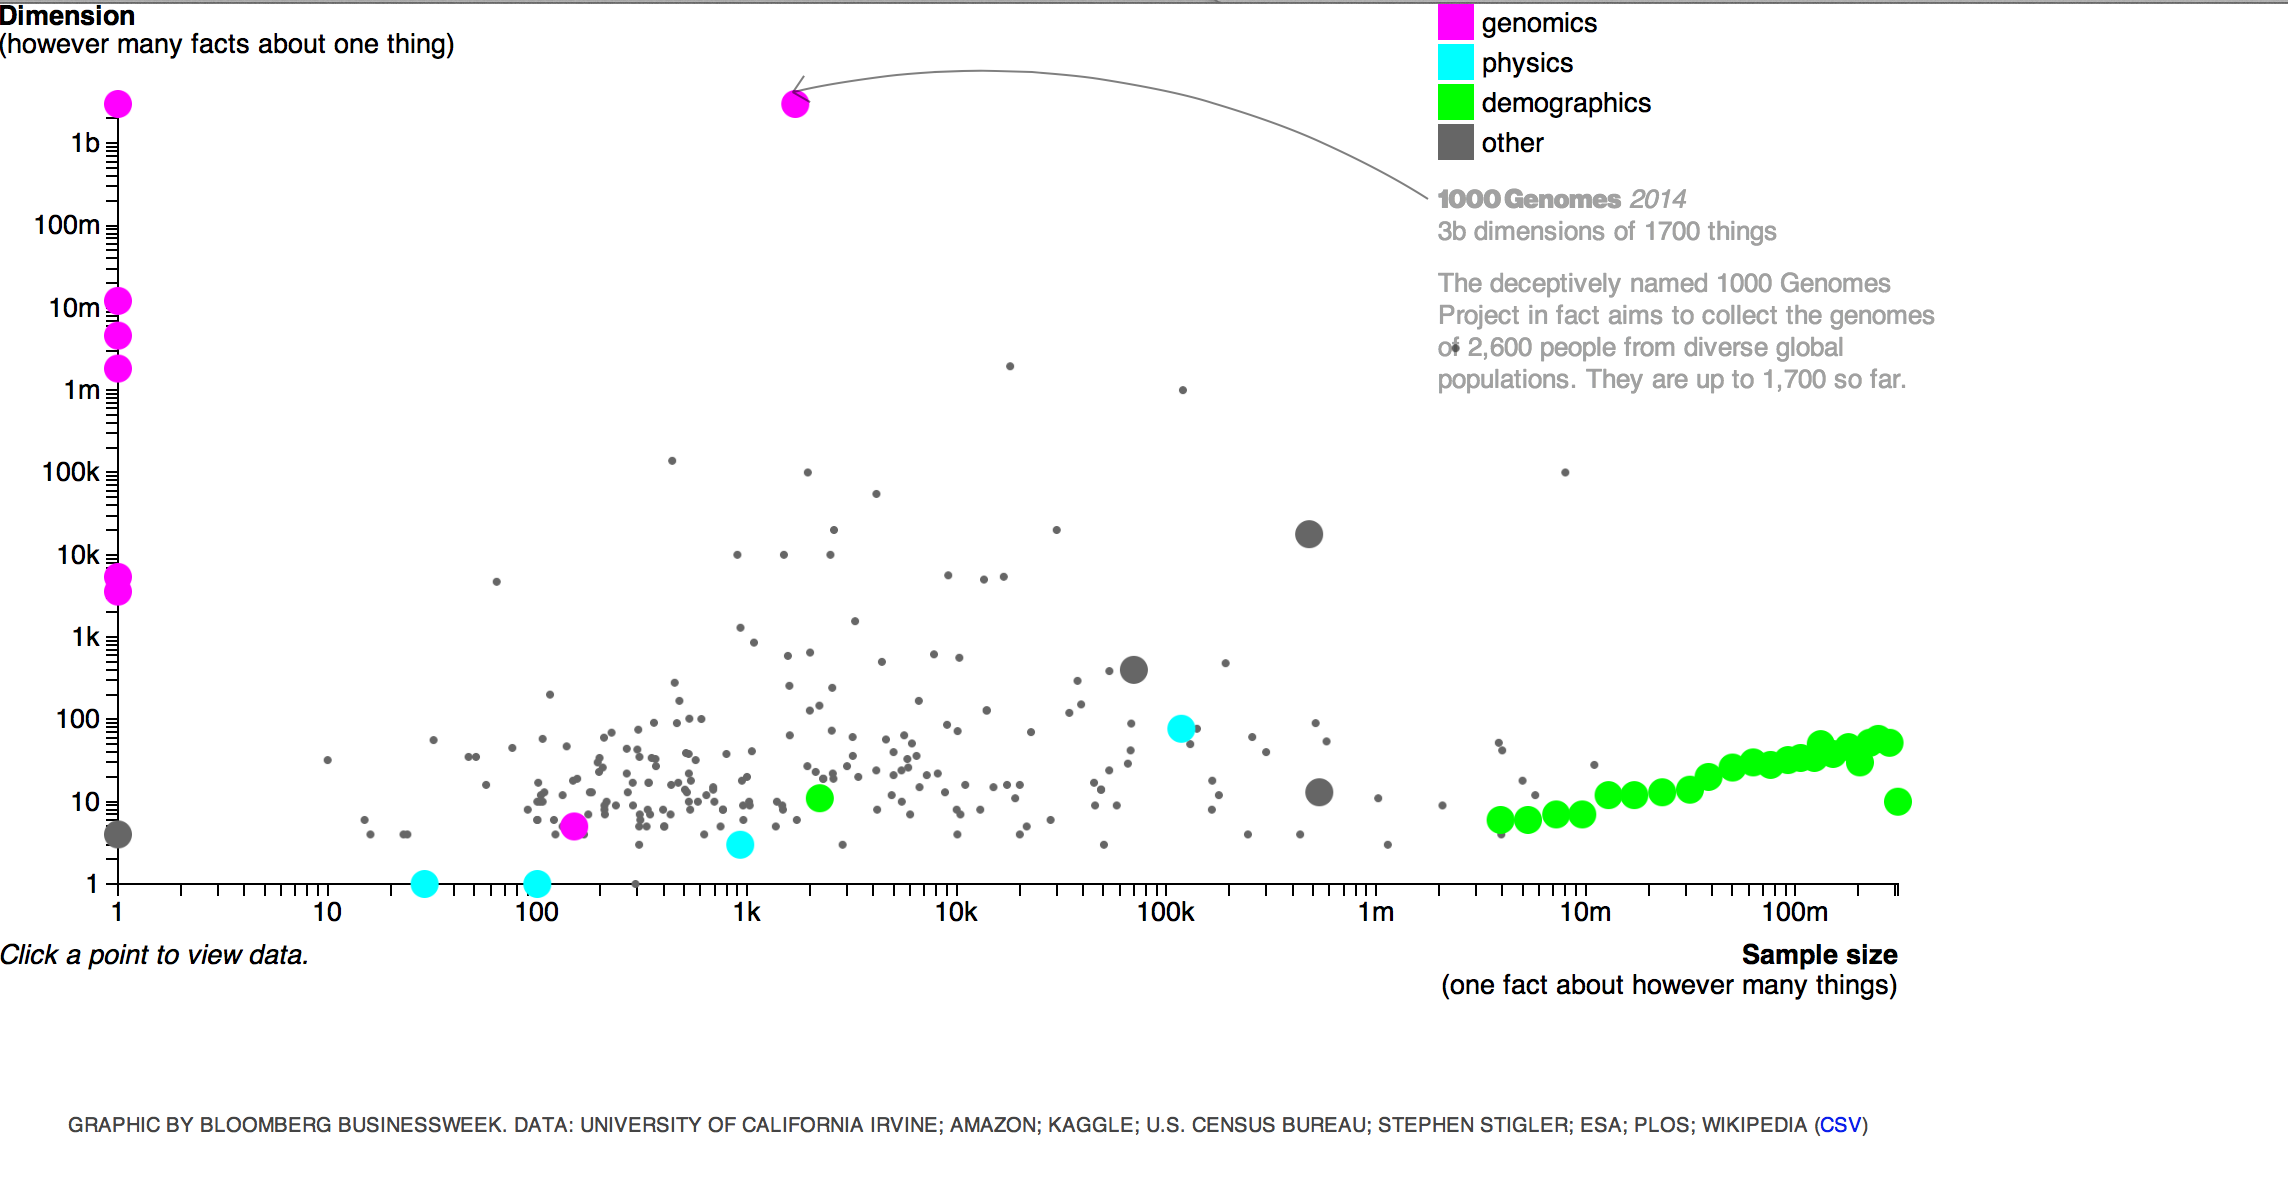 Dimension
(however many facts about one thing)
genomics
physics
demographics
other
1000 Genomes 2014
3b dimensions of 1700 things
The deceptively named 1000 Genomes
Project in fact aims to collect the genomes
of 2,600 people from diverse global
populations. They are up to 1,700 so far.
1b
100m
10m
1m
100k
10k
1k
100
10
1
1 10 100 1k 10k 100k 1m 10m 100m
Click a point to view data.
Sample size
(one fact about however many things)
GRAPHIC BY BLOOMBERG BUSINESSWEEK. DATA: UNIVERSITY OF CALIFORNIA IRVINE; AMAZON; KAGGLE; U.S. CENSUS BUREAU; STEPHEN STIGLER; ESA; PLOS; WIKIPEDIA (CSV)